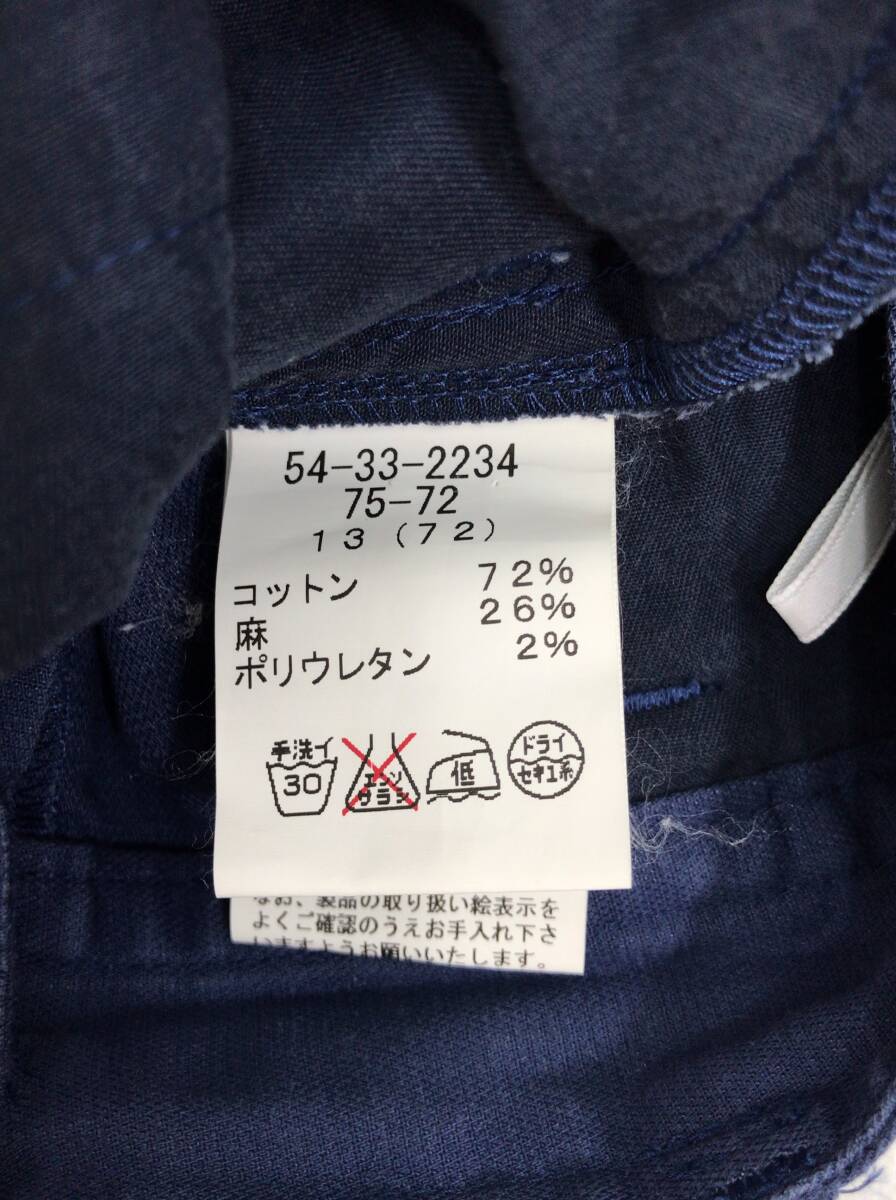 54-33-2234
75-72
13(72)
コットン 72%
麻 26%
ポリウレタン 2%
手洗イ
30
エンソ
サラシ
低
ドライ
セキユ系
なお、製品の取り扱い絵表示を
よくご確認のうえお手入れ下さ
いますようお願いいたします。